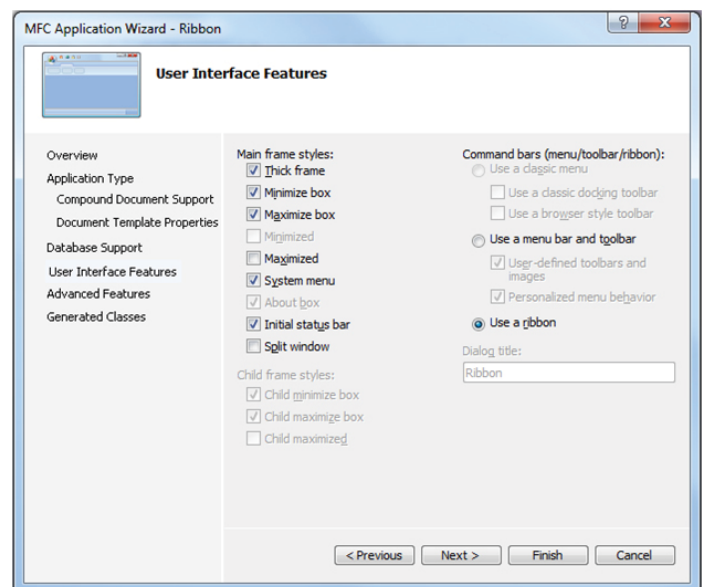 MFC Application Wizard - Ribbon
User Interface Features
Overview
Application Type
Compound Document Support
Document Template Properties
Database Support
User Interface Features
Advanced Features
Generated Classes
Main frame styles:
Thick frame
Minimize box
Maximize box
Minimized
Maximized
System menu
About box
Initial status bar
Split window
Child frame styles:
Child minimize box
Child maximize box
Child maximized
Command bars (menu/toolbar/ribbon):
Use a classic menu
Use a classic docking toolbar
Use a browser style toolbar
Use a menu bar and toolbar
User-defined toolbars and
images
Personalized menu behavior
Use a ribbon
Dialog title:
Ribbon
< Previous
Next >
Finish
Cancel